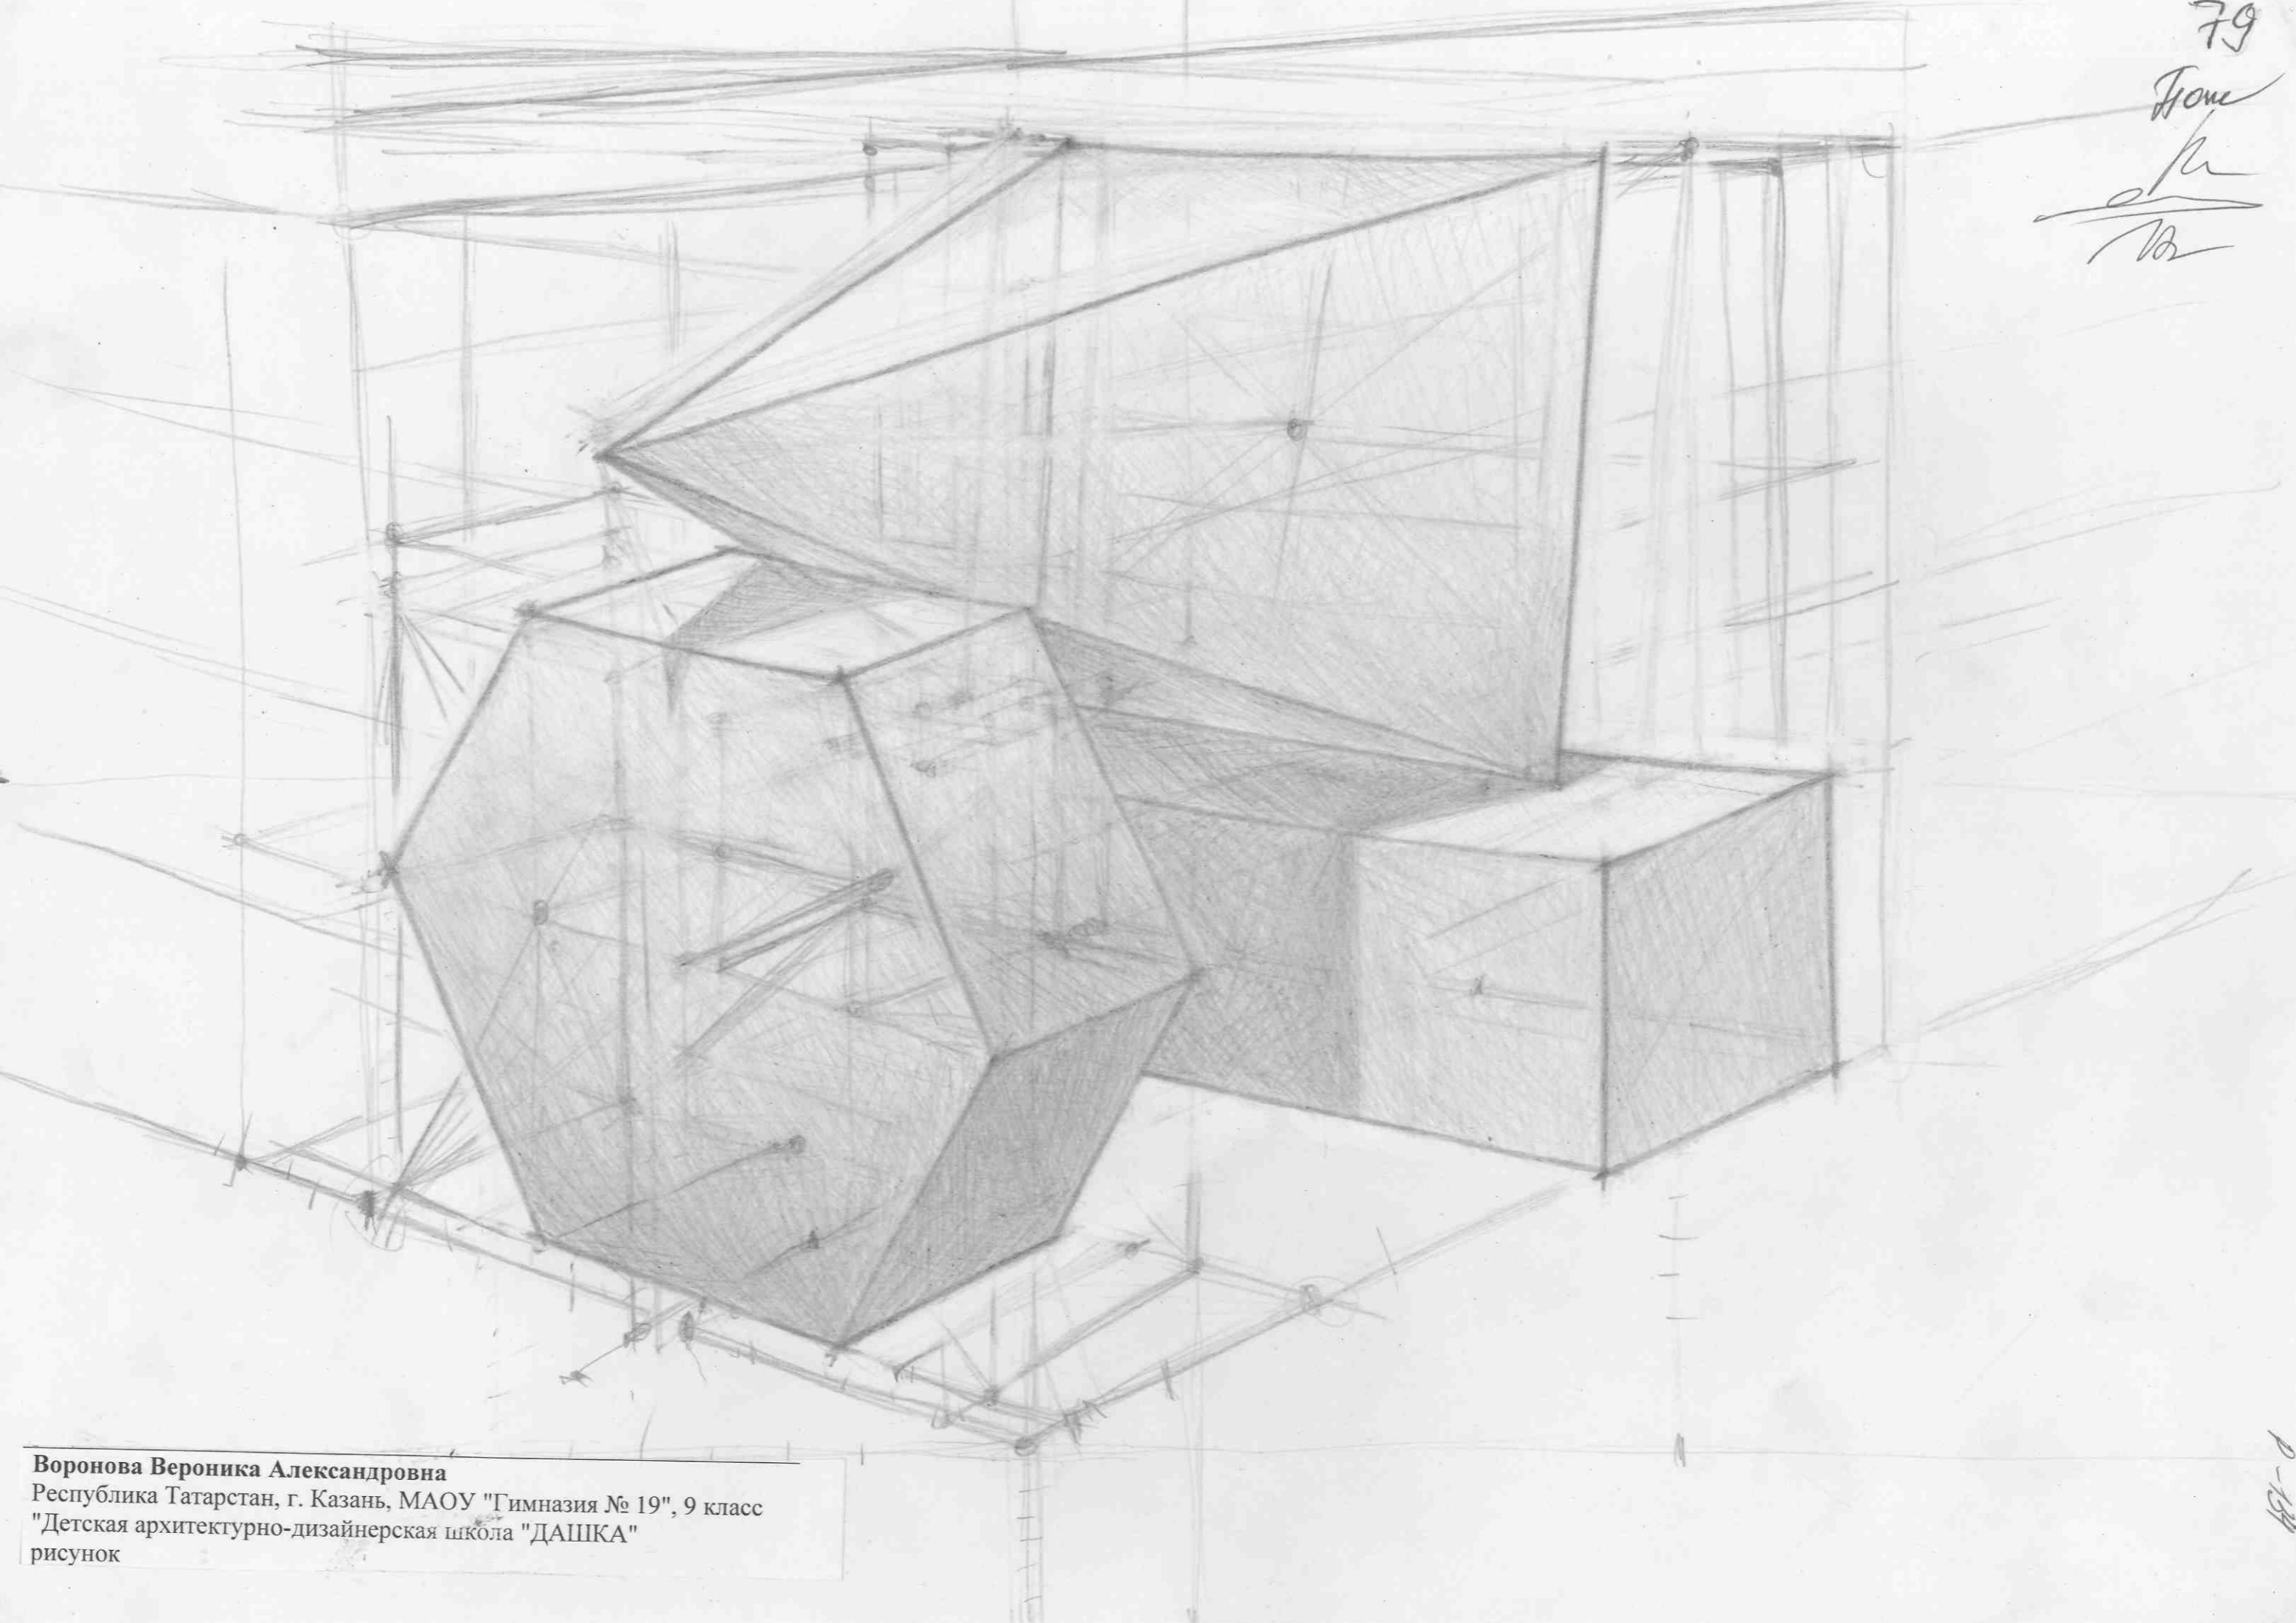 79
Воронова Вероника Александровна
Республика Татарстан, г. Казань, МАОУ "Гимназия № 19", 9 класс
"Детская архитектурно-дизайнерская школа "ДАШКА"
рисунок